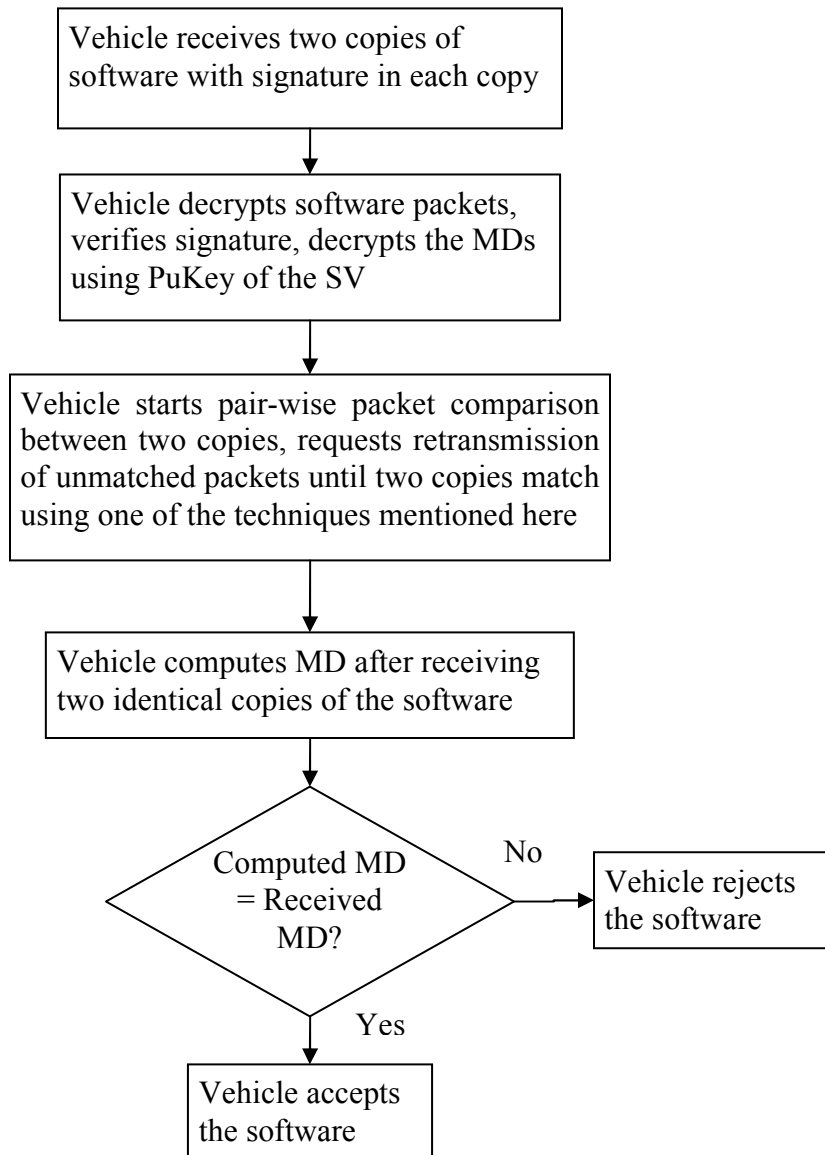 Vehicle receives two copies of
software with signature in each copy
Vehicle decrypts software packets,
verifies signature, decrypts the MDs
using PuKey of the SV
Vehicle starts pair-wise packet comparison
between two copies, requests retransmission
of unmatched packets until two copies match
using one of the techniques mentioned here
Vehicle computes MD after receiving
two identical copies of the software
Computed MD
= Received
MD?
No
Vehicle rejects
the software
Yes
Vehicle accepts
the software